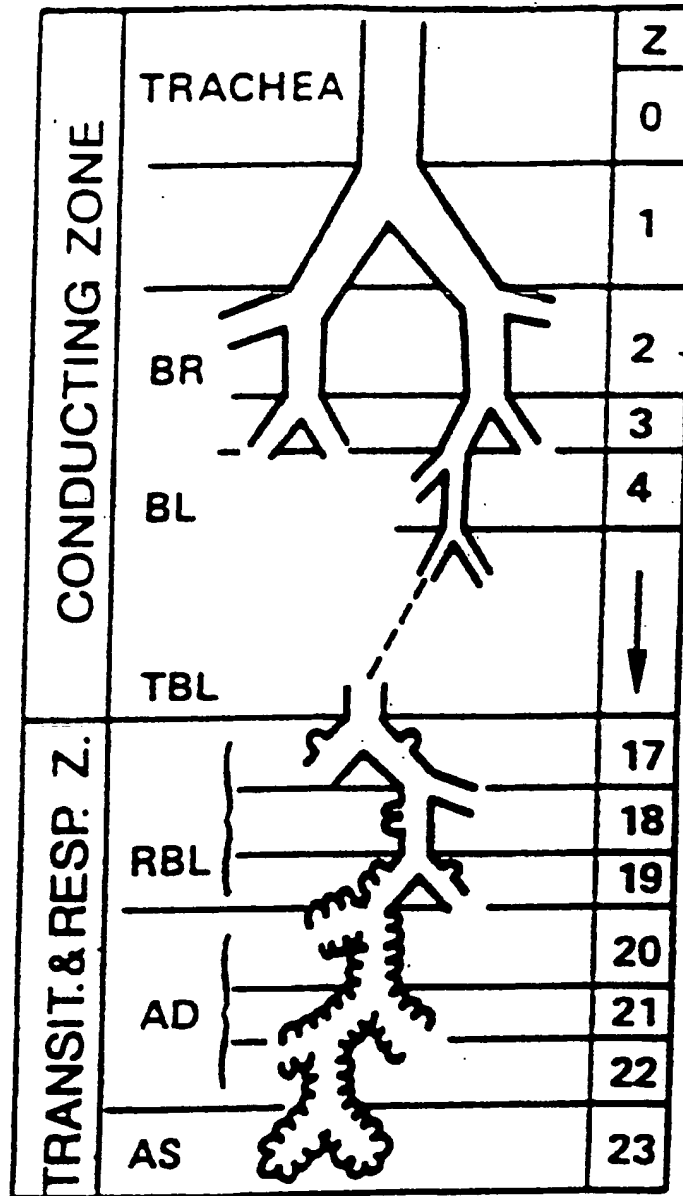 Z
TRACHEA
0
CONDUCTING ZONE
1
BR
2
3
BL
4
TBL
TRANSIT.& RESP. Z.
17
RBL
18
19
20
AD
21
22
AS
23